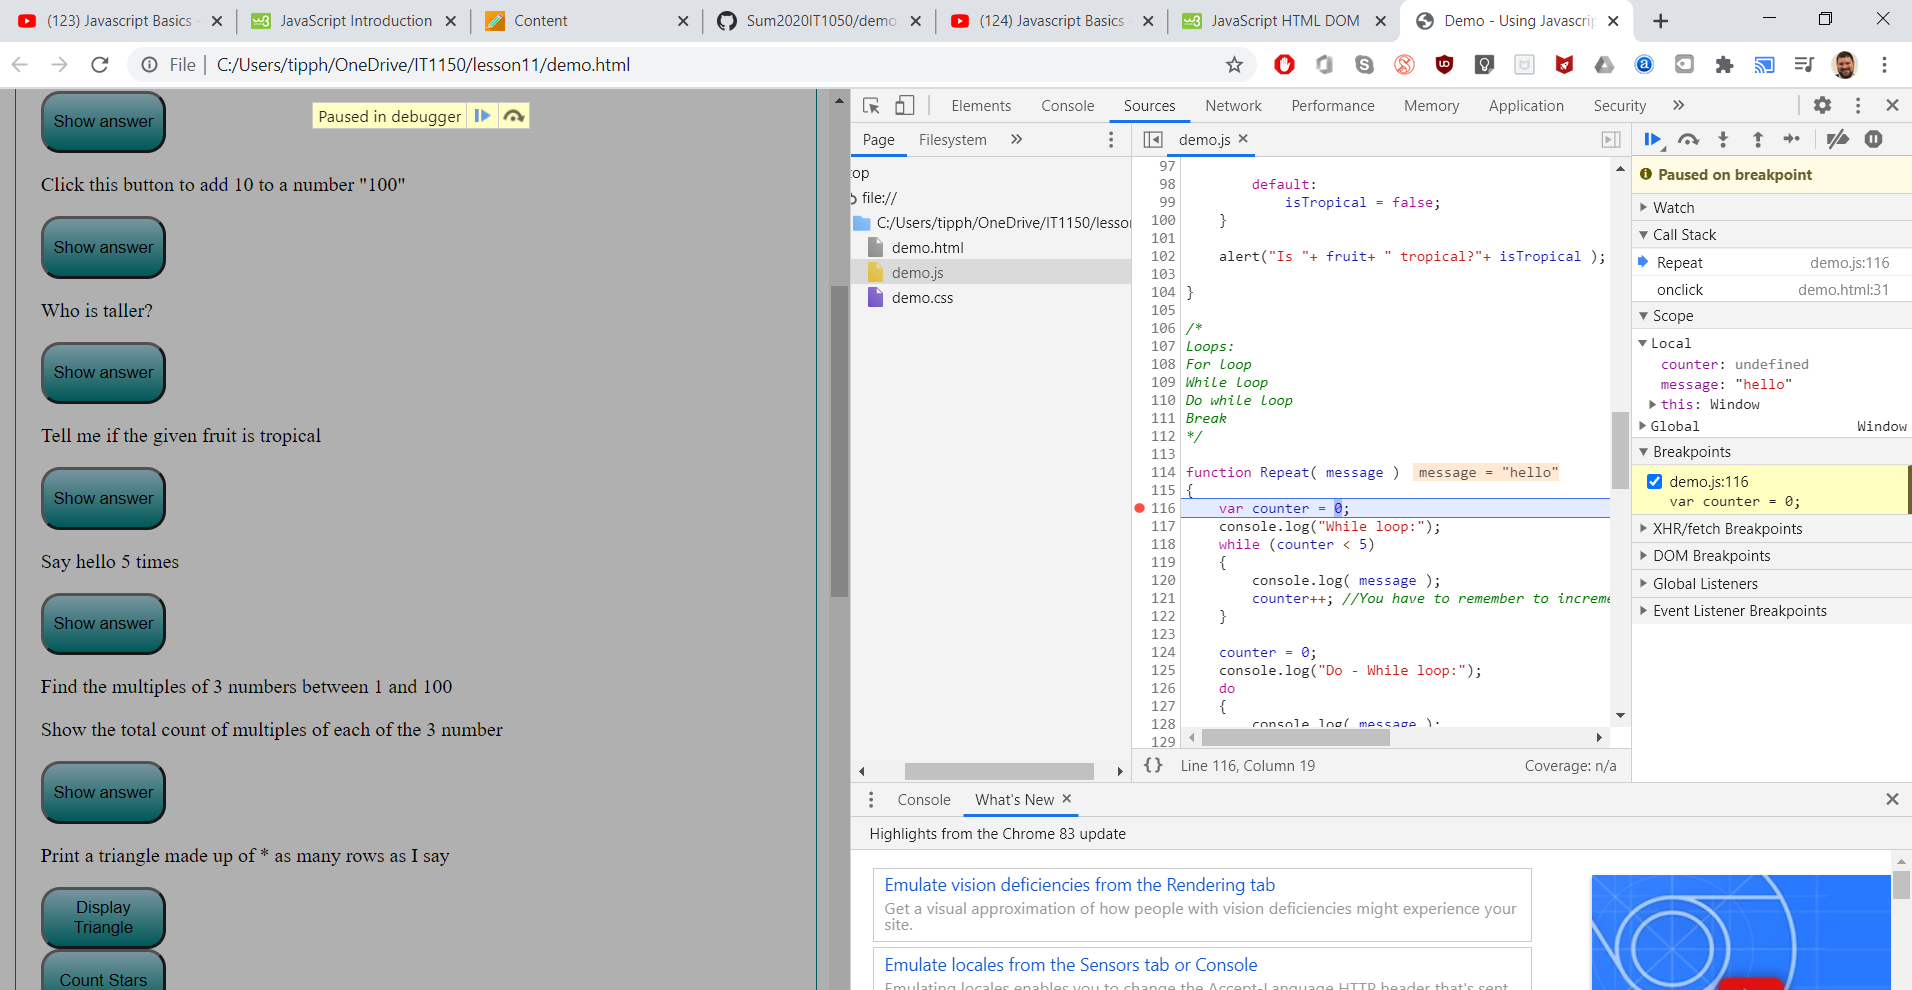 (123) Javascript Basics
JavaScript Introduction
Content
Sum2020IT1050/demo
(124) Javascript Basics
JavaScript HTML DOM
Demo - Using Javascrip
File | C:/Users/tipph/OneDrive/IT1150/lesson11/demo.html
Show answer
Paused in debugger
Click this button to add 10 to a number "100"
Show answer
Who is taller?
Show answer
Tell me if the given fruit is tropical
Show answer
Say hello 5 times
Show answer
Find the multiples of 3 numbers between 1 and 100
Show the total count of multiples of each of the 3 number
Show answer
Print a triangle made up of * as many rows as I say
Display
Triangle
Count Stars
Elements Console Sources Network Performance Memory Application Security »
Page Filesystem »
op
file://
C:/Users/tipph/OneDrive/IT1150/lesso
demo.html
demo.js
demo.css
demo.js
97
98 default:
99 isTropical = false;
100 }
101
102 alert("Is "+ fruit+ " tropical?"+ isTropical );
103
104 }
105
106 /*
107 Loops:
108 For loop
109 While loop
110 Do while loop
111 Break
112 */
113
114 function Repeat( message ) message = "hello"
115 {
116 var counter = 0;
117 console.log("While loop:");
118 while (counter < 5)
119 {
120 console.log( message );
121 counter++; //You have to remember to increme
122 }
123
124 counter = 0;
125 console.log("Do - While loop:");
126 do
127 {
128 console.log( message );
129
{} Line 116, Column 19 Coverage: n/a
Paused on breakpoint
Watch
Call Stack
Repeat demo.js:116
onclick demo.html:31
Scope
Local
counter: undefined
message: "hello"
this: Window
Global Window
Breakpoints
demo.js:116
var counter = 0;
XHR/fetch Breakpoints
DOM Breakpoints
Global Listeners
Event Listener Breakpoints
Console What's New
Highlights from the Chrome 83 update
Emulate vision deficiencies from the Rendering tab
Get a visual approximation of how people with vision deficiencies might experience your
site.
Emulate locales from the Sensors tab or Console
Emulating locales enables you to change the Accept-Language HTTP header that's sent